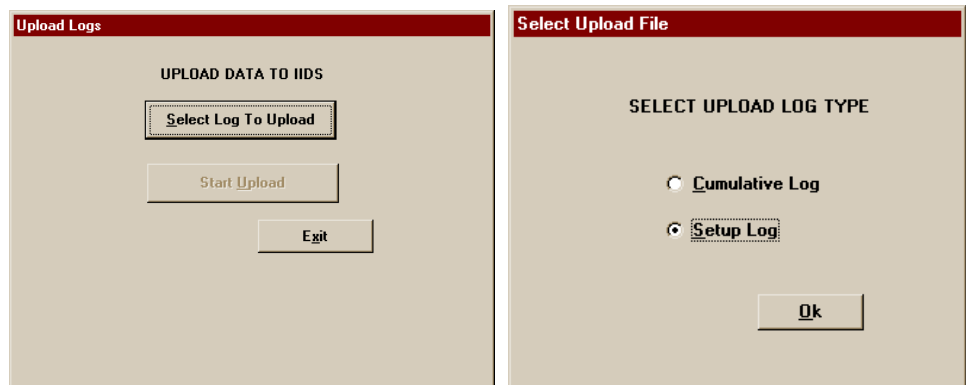 Upload Logs
UPLOAD DATA TO IIDS
Select Log To Upload
Start Upload
Exit
Select Upload File
SELECT UPLOAD LOG TYPE
Cumulative Log
Setup Log
Ok